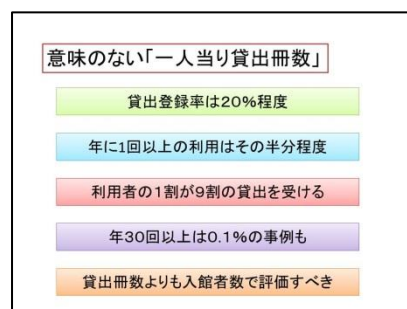 意味のない「一人当り貸出冊数」
貸出登録率は20%程度
年に1回以上の利用はその半分程度
利用者の1割が9割の貸出を受ける
年30回以上は0.1%の事例も
貸出冊数よりも入館者数で評価すべき